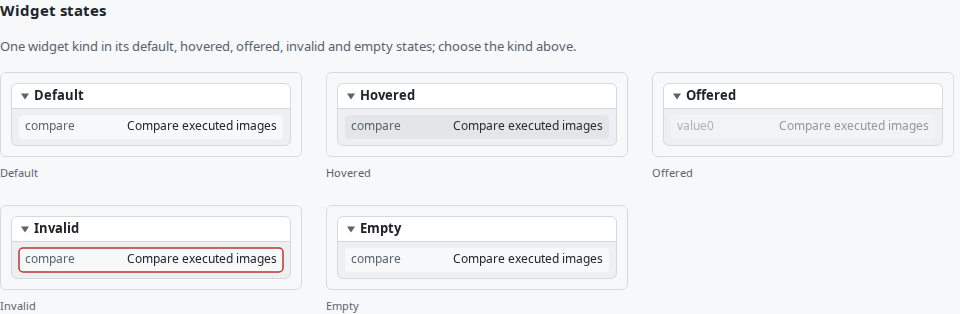 Widget states
One widget kind in its default, hovered, offered, invalid and empty states; choose the kind above.
Default
compare Compare executed images
Default
Hovered
compare Compare executed images
Hovered
Offered
value0 Compare executed images
Offered
Invalid
compare Compare executed images
Invalid
Empty
compare Compare executed images
Empty